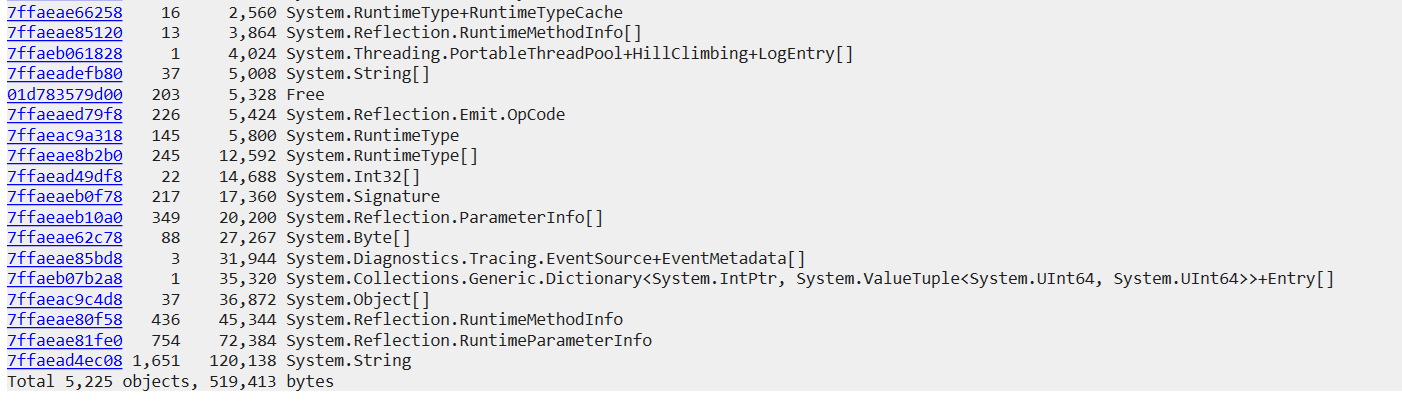 7ffaeae66258 16 2,560 System.RuntimeType+RuntimeTypeCache
7ffaeae85120 13 3,864 System.Reflection.RuntimeMethodInfo[]
7ffaeb061828 1 4,024 System.Threading.PortableThreadPool+HillClimbing+LogEntry[]
7ffaeadefb80 37 5,008 System.String[]
01d783579d00 203 5,328 Free
7ffaeaed79f8 226 5,424 System.Reflection.Emit.OpCode
7ffaeac9a318 145 5,800 System.RuntimeType
7ffaeae8b2b0 245 12,592 System.RuntimeType[]
7ffaead49df8 22 14,688 System.Int32[]
7ffaeaeb0f78 217 17,360 System.Signature
7ffaeaeb10a0 349 20,200 System.Reflection.ParameterInfo[]
7ffaeae62c78 88 27,267 System.Byte[]
7ffaeae85bd8 3 31,944 System.Diagnostics.Tracing.EventSource+EventMetadata[]
7ffaeb07b2a8 1 35,320 System.Collections.Generic.Dictionary<System.IntPtr, System.ValueTuple<System.UInt64, System.UInt64>>+Entry[]
7ffaeac9c4d8 37 36,872 System.Object[]
7ffaeae80f58 436 45,344 System.Reflection.RuntimeMethodInfo
7ffaeae81fe0 754 72,384 System.Reflection.RuntimeParameterInfo
7ffaead4ec08 1,651 120,138 System.String
Total 5,225 objects, 519,413 bytes